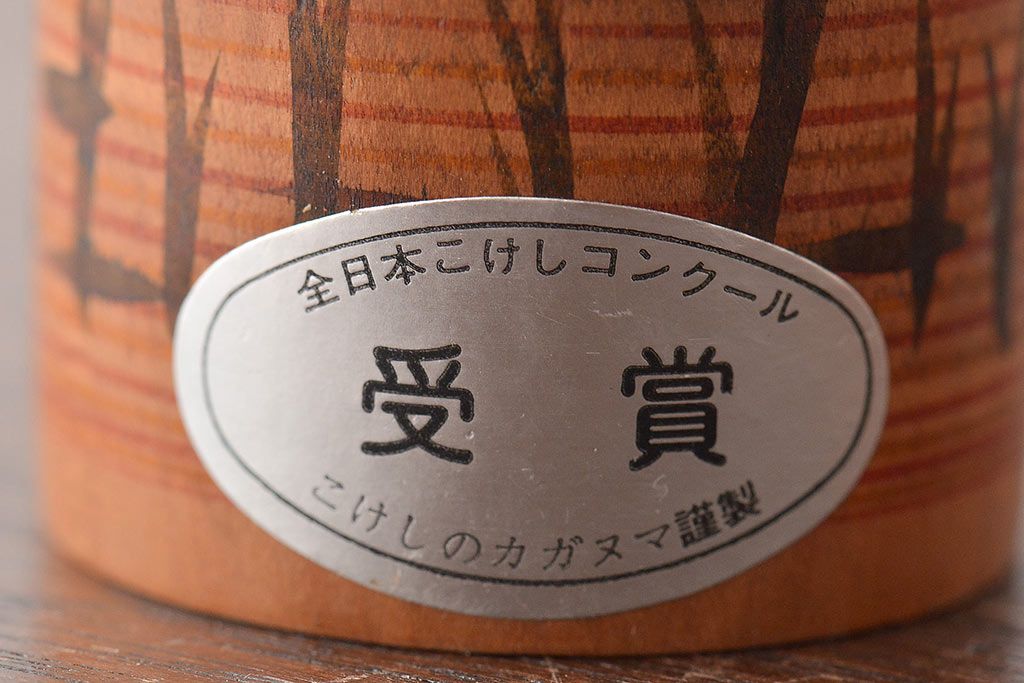 全日本こけしコンクール
受賞
こけしのカガヌマ謹製